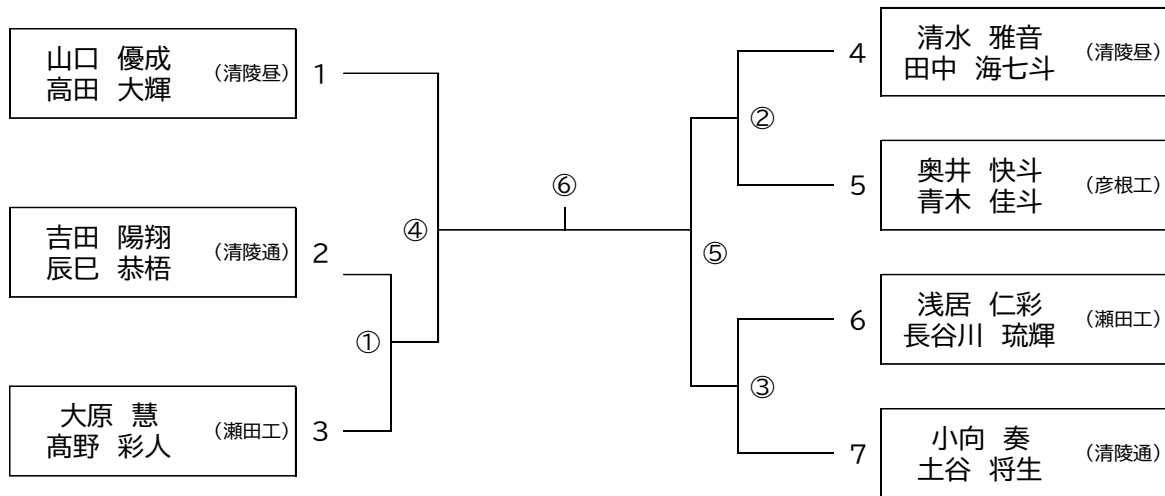 山口 優成
高田 大輝
(清陵昼)
1
吉田 陽翔
辰巳 恭梧
(清陵通)
2
大原 慧
髙野 彩人
(瀬田工)
3
①
④
⑥
⑤
②
③
4
清水 雅音
田中 海七斗
(清陵昼)
5
奥井 快斗
青木 佳斗
(彦根工)
6
浅居 仁彩
長谷川 琉輝
(瀬田工)
7
小向 奏
土谷 将生
(清陵通)